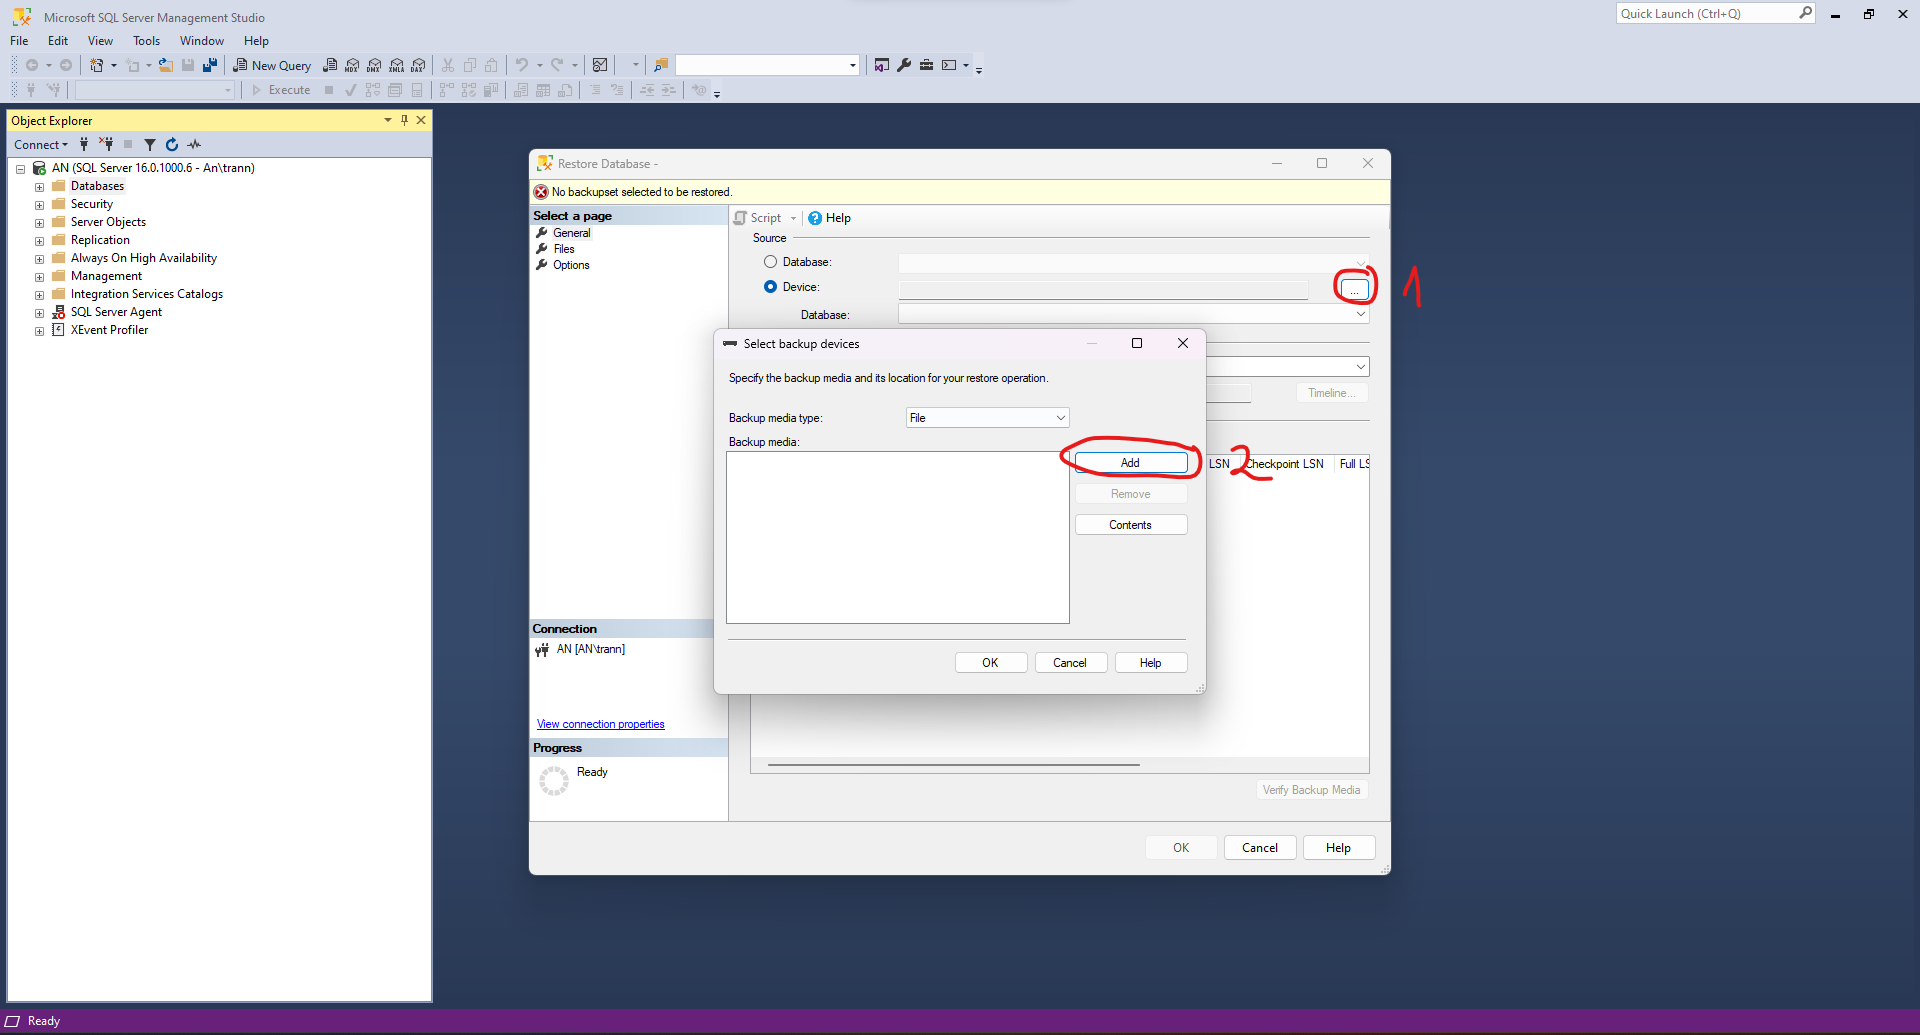 Microsoft SQL Server Management Studio
Quick Launch (Ctrl+Q)
File Edit View Tools Window Help
New Query
MDX DMX XMLA DAX
Execute
Object Explorer
Connect
AN (SQL Server 16.0.1000.6 - An\trann)
Databases
Security
Server Objects
Replication
Always On High Availability
Management
Integration Services Catalogs
SQL Server Agent
XEvent Profiler
Restore Database -
No backupset selected to be restored.
Select a page
General
Files
Options
Script Help
Source
Database:
Device:
...
1
Database:
Timeline...
LSN Checkpoint LSN Full LS
2
Select backup devices
Specify the backup media and its location for your restore operation.
Backup media type: File
Backup media:
Add
Remove
Contents
OK Cancel Help
Connection
AN [AN\trann]
View connection properties
Progress
Ready
Verify Backup Media
OK Cancel Help
Ready